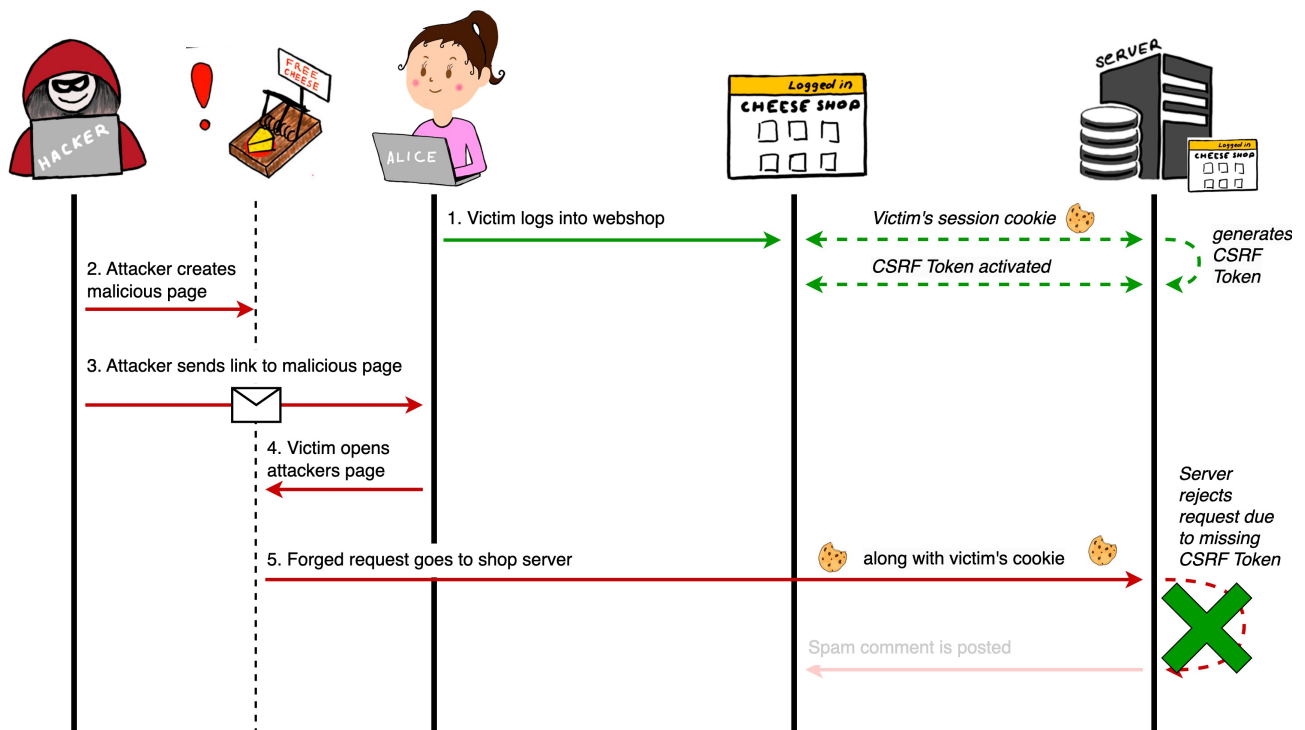 HACKER
FREE
CHEESE
ALICE
Logged in
CHEESE SHOP
SERVER
Logged in
CHEESE SHOP
1. Victim logs into webshop
Victim's session cookie
generates
CSRF
Token
CSRF Token activated
2. Attacker creates
malicious page
3. Attacker sends link to malicious page
4. Victim opens
attackers page
Server
rejects
request due
to missing
CSRF Token
5. Forged request goes to shop server
along with victim's cookie
Spam comment is posted